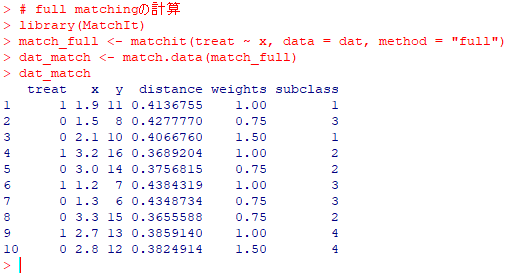 > # full matchingの計算
> library(MatchIt)
> match_full <- matchit(treat ~ x, data = dat, method = "full")
> dat_match <- match.data(match_full)
> dat_match
   treat   x  y  distance weights subclass
1      1 1.9 11 0.4136755    1.00        1
2      0 1.5  8 0.4277770    0.75        3
3      0 2.1 10 0.4066760    1.50        1
4      1 3.2 16 0.3689204    1.00        2
5      0 3.0 14 0.3756815    0.75        2
6      1 1.2  7 0.4384319    1.00        3
7      0 1.3  6 0.4348734    0.75        3
8      0 3.3 15 0.3655588    0.75        2
9      1 2.7 13 0.3859140    1.00        4
10     0 2.8 12 0.3824914    1.50        4
>